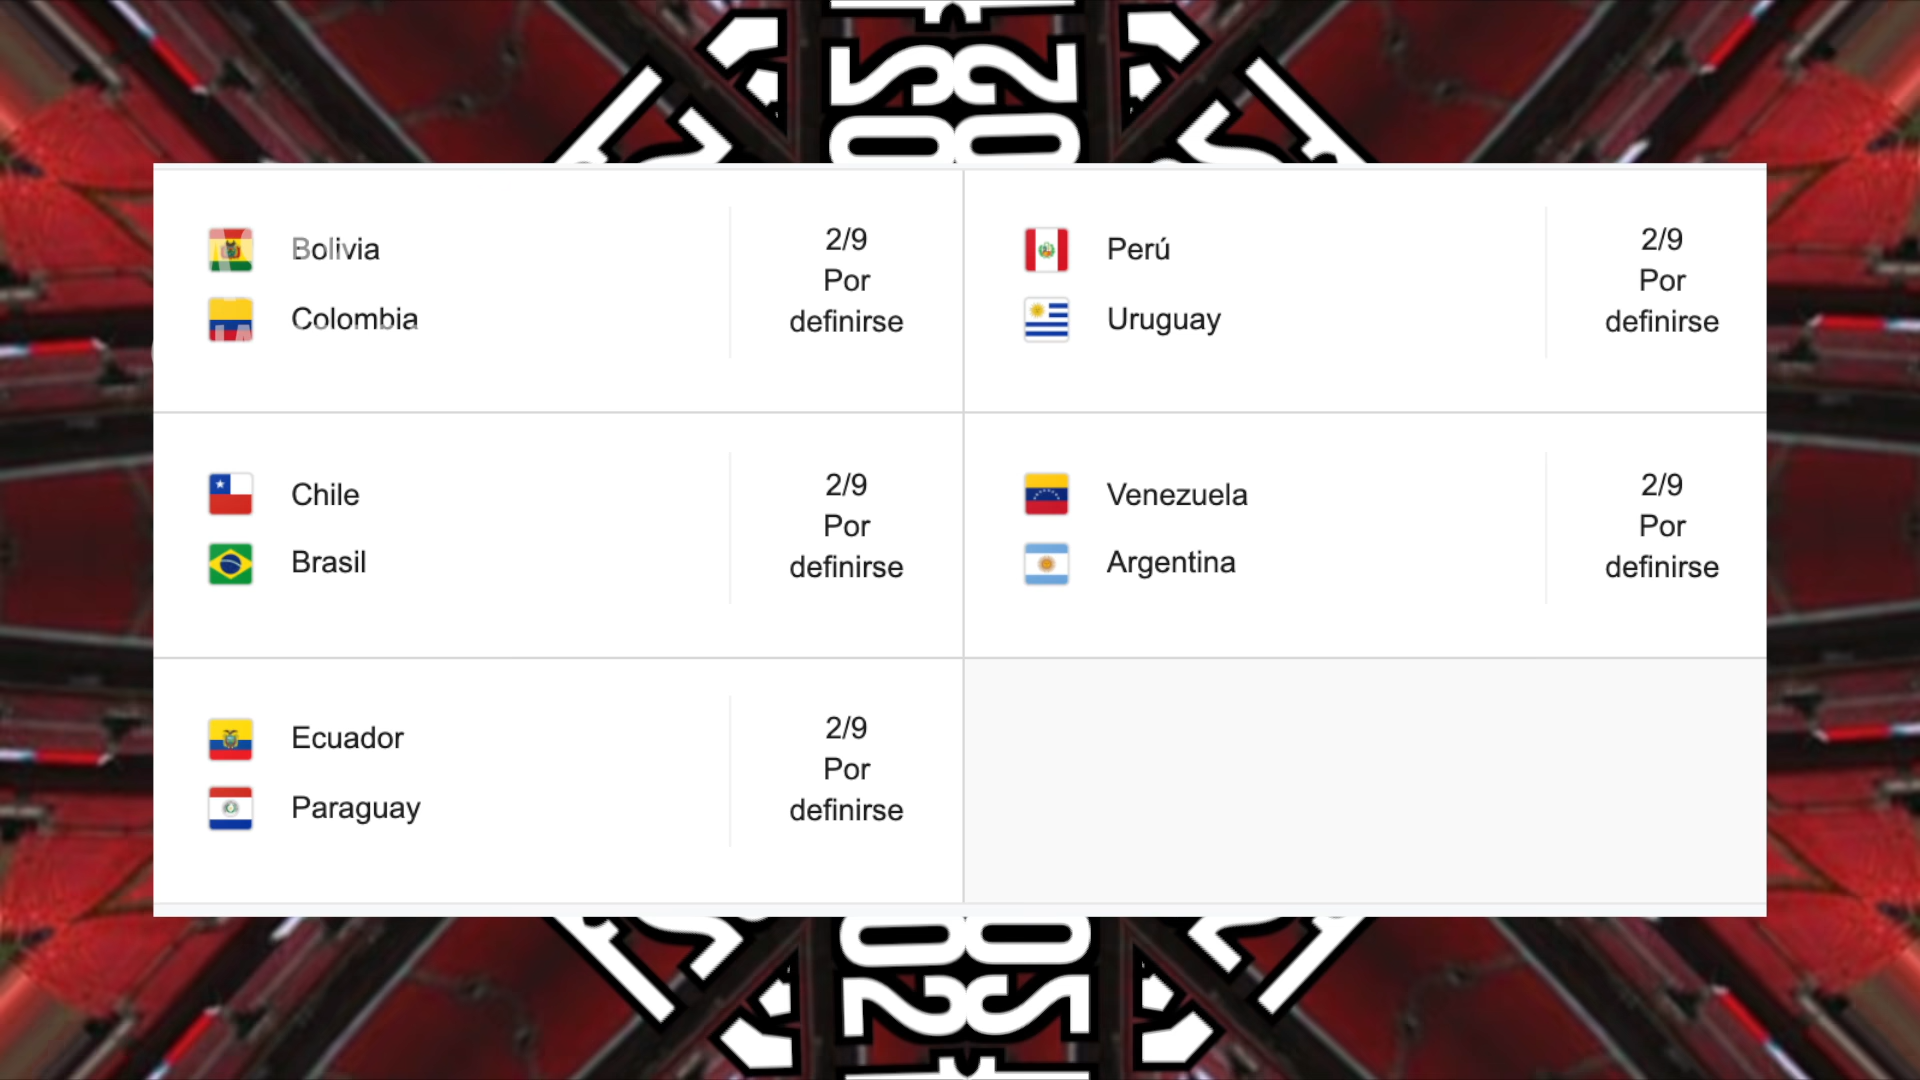 Bolivia
Colombia
2/9
Por
definirse
Perú
Uruguay
2/9
Por
definirse
Chile
Brasil
2/9
Por
definirse
Venezuela
Argentina
2/9
Por
definirse
Ecuador
Paraguay
2/9
Por
definirse